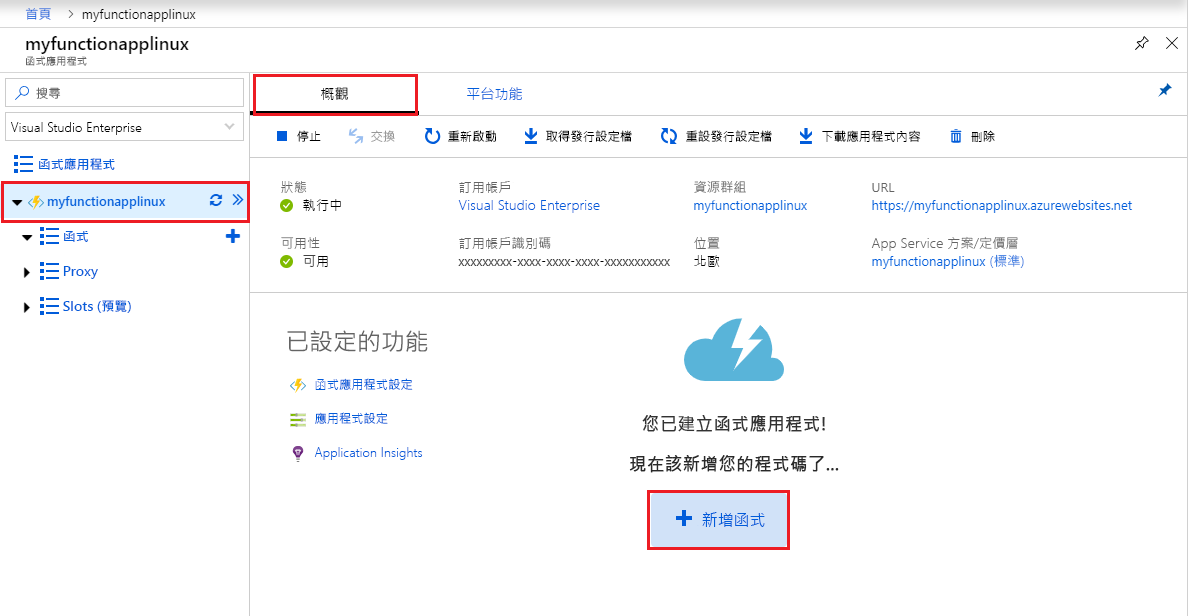 首頁 > myfunctionapplinux
myfunctionapplinux
函式應用程式
搜尋
Visual Studio Enterprise
函式應用程式
myfunctionapplinux
函式
Proxy
Slots (預覽)
概觀 平台功能
停止 交換 重新啟動 取得發行設定檔 重設發行設定檔 下載應用程式內容 刪除
狀態 訂用帳戶 資源群組 URL
執行中 Visual Studio Enterprise myfunctionapplinux https://myfunctionapplinux.azurewebsites.net
可用性 訂用帳戶識別碼 位置 App Service 方案/定價層
可用 xxxxxxxxx-xxxx-xxxx-xxxx-xxxxxxxxxxx 北歐 myfunctionapplinux (標準)
已設定的功能
函式應用程式設定
應用程式設定
Application Insights
您已建立函式應用程式!
現在該新增您的程式碼了...
新增函式